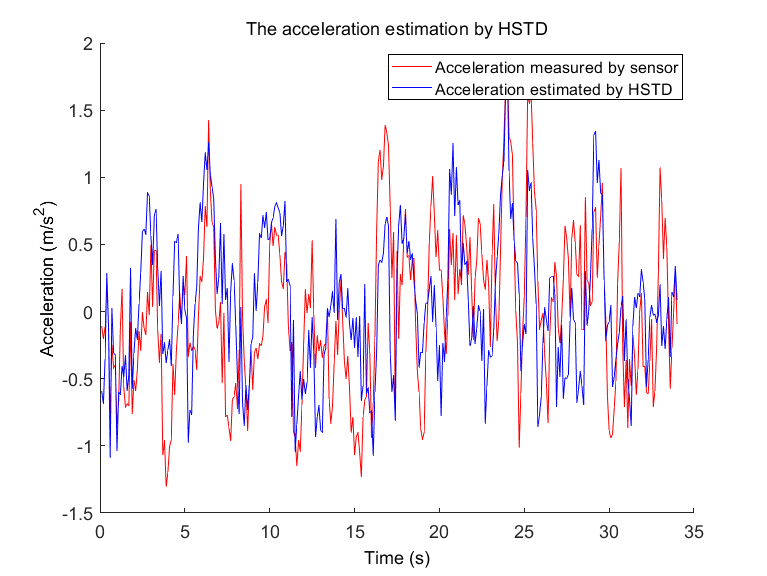 The acceleration estimation by HSTD
Acceleration measured by sensor
Acceleration estimated by HSTD
2
1.5
1
0.5
0
-0.5
-1
-1.5
Acceleration (m/s²)
0 5 10 15 20 25 30 35
Time (s)